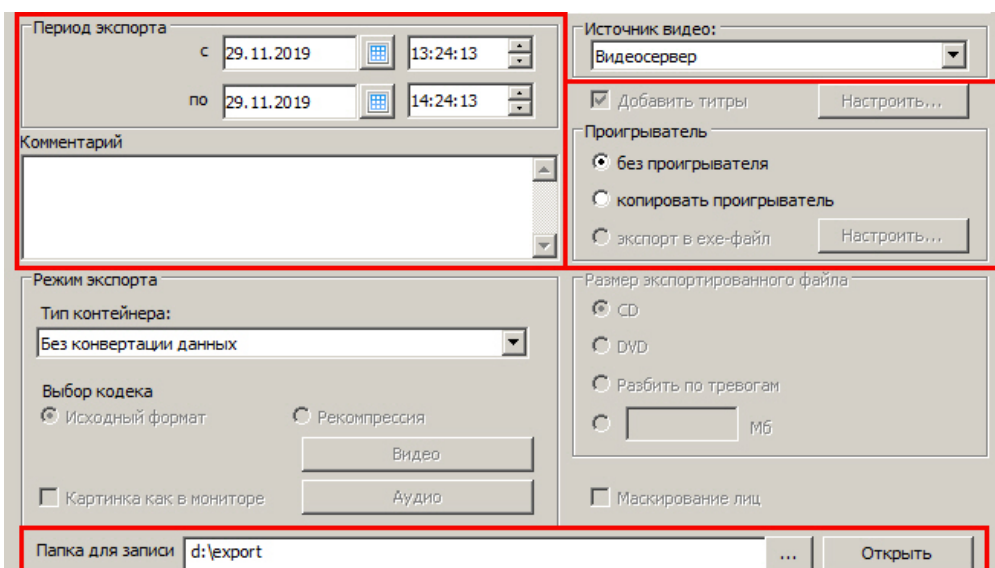 Период экспорта
с 29.11.2019 13:24:13
по 29.11.2019 14:24:13
Комментарий
Источник видео:
Видеосервер
Добавить титры Настроить...
Проигрыватель
без проигрывателя
копировать проигрыватель
экспорт в exe-файл Настроить...
Режим экспорта
Тип контейнера:
Без конвертации данных
Выбор кодека
Исходный формат Рекомпрессия
Видео
Картинка как в мониторе Аудио
Размер экспортированного файла
CD
DVD
Разбить по тревогам
Мб
Маскирование лиц
Папка для записи d:\export ... Открыть